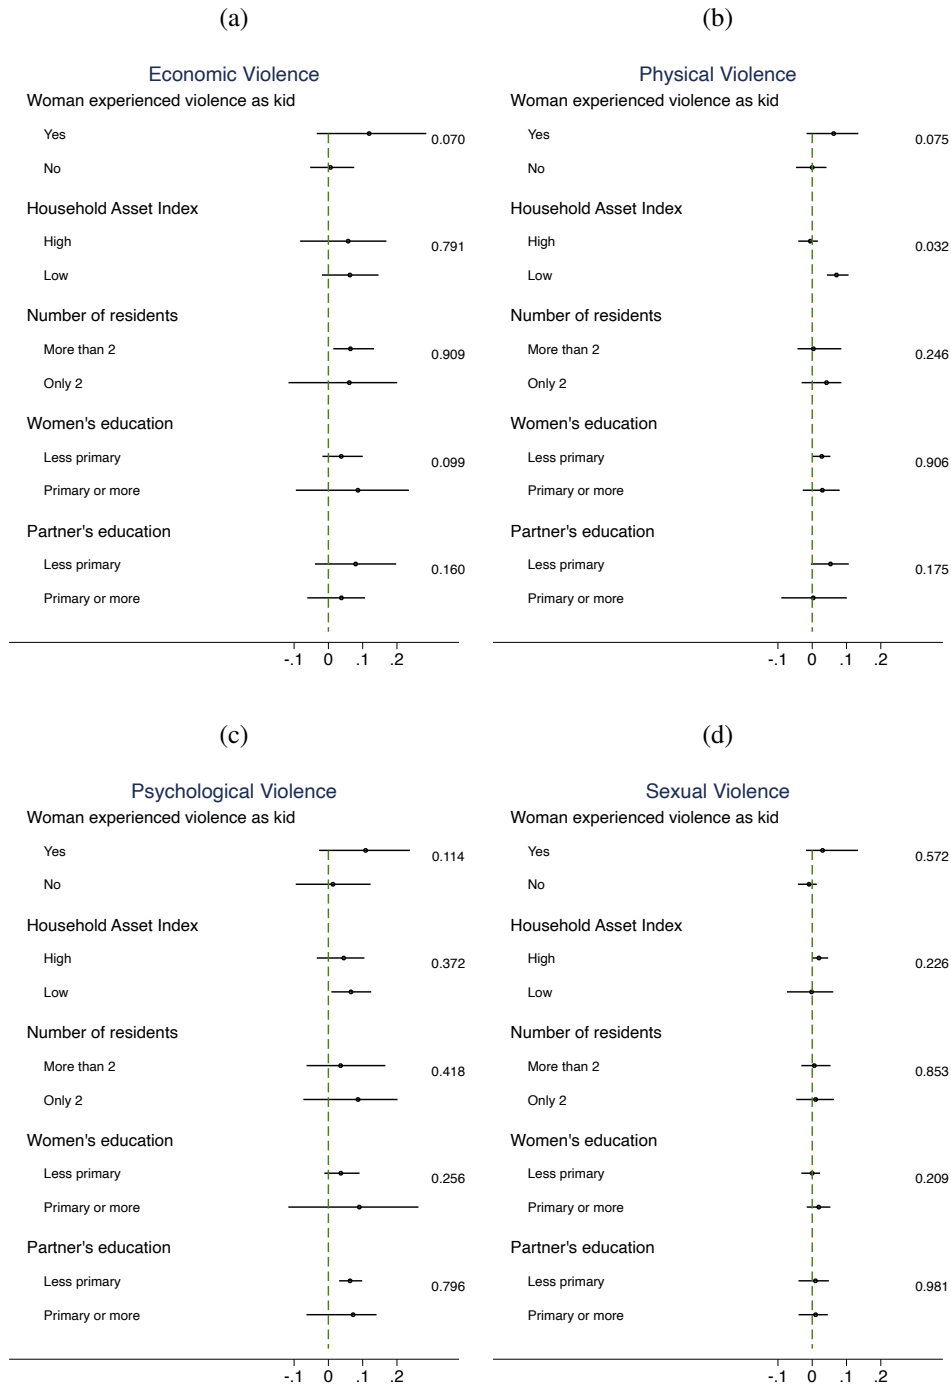 (a)
Economic Violence
Woman experienced violence as kid
Yes
0.070
No
Household Asset Index
High
0.791
Low
Number of residents
More than 2
0.909
Only 2
Women's education
Less primary
0.099
Primary or more
Partner's education
Less primary
0.160
Primary or more
-.1 0 .1 .2
(b)
Physical Violence
Woman experienced violence as kid
Yes
0.075
No
Household Asset Index
High
0.032
Low
Number of residents
More than 2
0.246
Only 2
Women's education
Less primary
0.906
Primary or more
Partner's education
Less primary
0.175
Primary or more
-.1 0 .1 .2
(c)
Psychological Violence
Woman experienced violence as kid
Yes
0.114
No
Household Asset Index
High
0.372
Low
Number of residents
More than 2
0.418
Only 2
Women's education
Less primary
0.256
Primary or more
Partner's education
Less primary
0.796
Primary or more
-.1 0 .1 .2
(d)
Sexual Violence
Woman experienced violence as kid
Yes
0.572
No
Household Asset Index
High
0.226
Low
Number of residents
More than 2
0.853
Only 2
Women's education
Less primary
0.209
Primary or more
Partner's education
Less primary
0.981
Primary or more
-.1 0 .1 .2